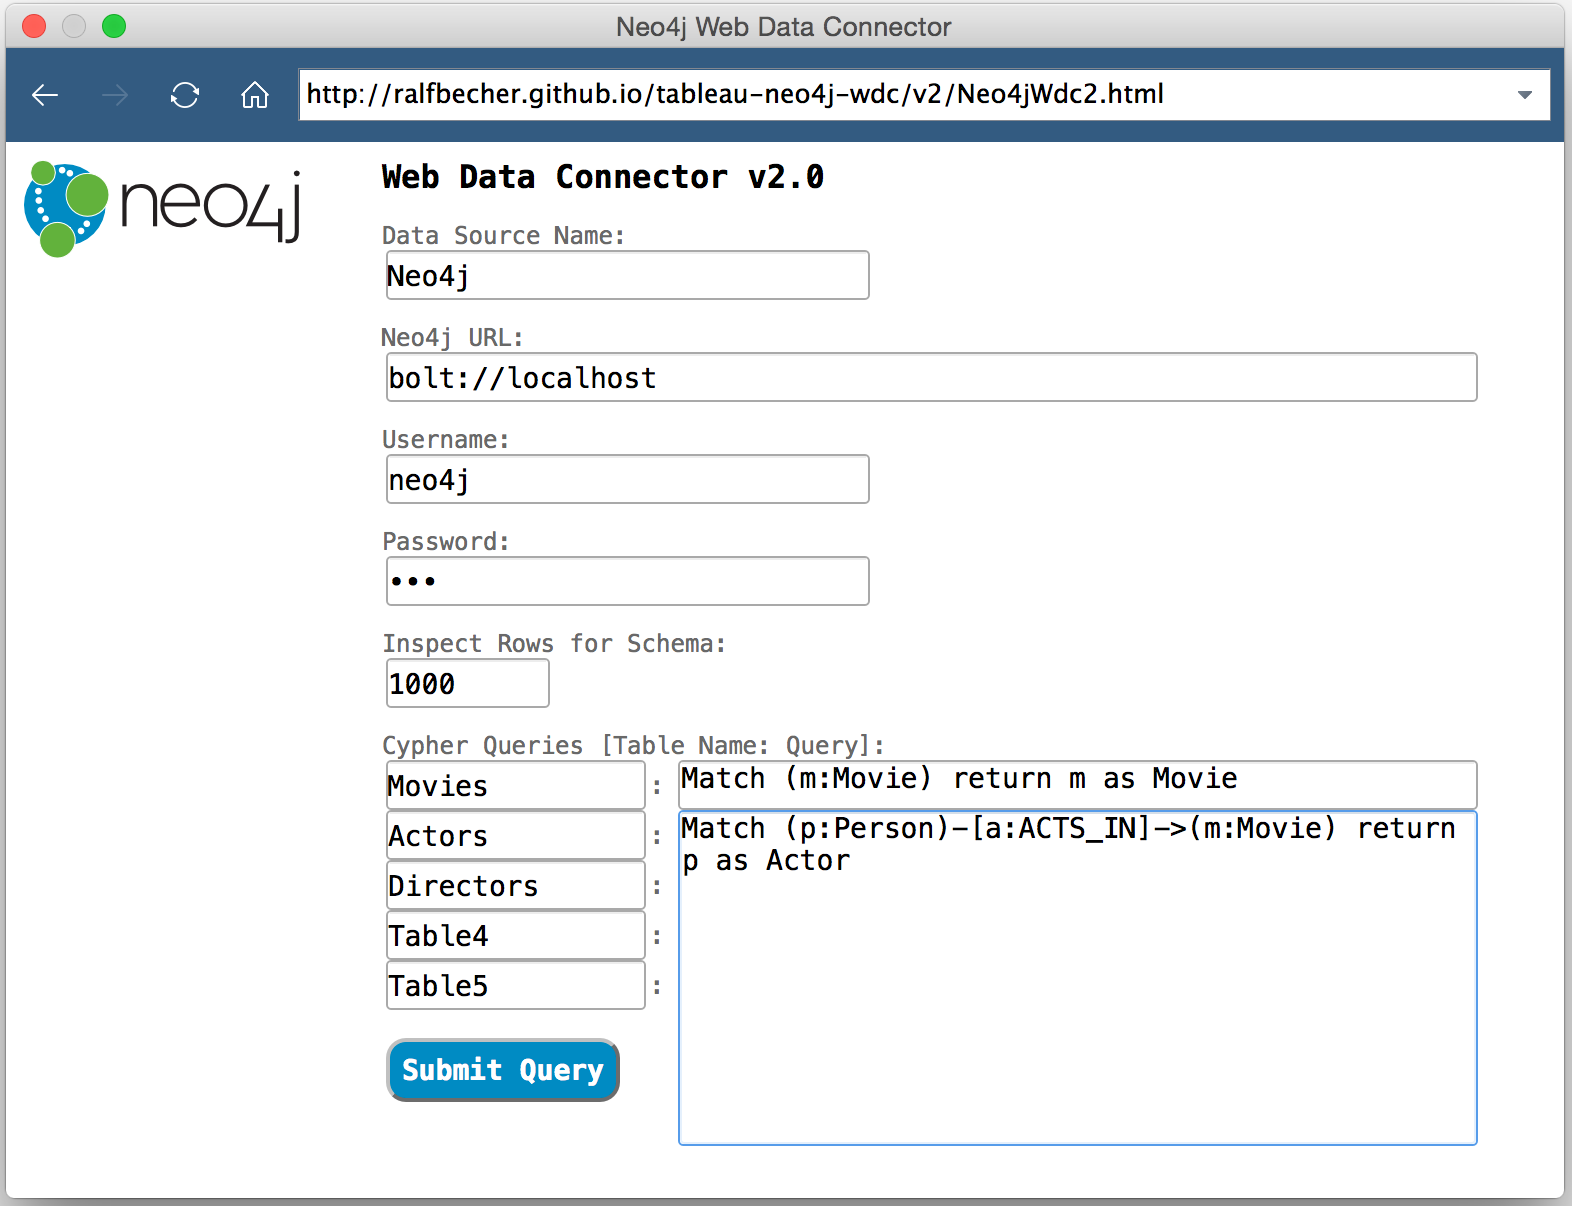 Neo4j Web Data Connector
http://ralfbecher.github.io/tableau-neo4j-wdc/v2/Neo4jWdc2.html
neo4j
Web Data Connector v2.0
Data Source Name:
Neo4j
Neo4j URL:
bolt://localhost
Username:
neo4j
Password:
•••
Inspect Rows for Schema:
1000
Cypher Queries [Table Name: Query]:
Movies : Match (m:Movie) return m as Movie
Actors : Match (p:Person)-[a:ACTS_IN]->(m:Movie) return
p as Actor
Directors :
Table4 :
Table5 :
Submit Query